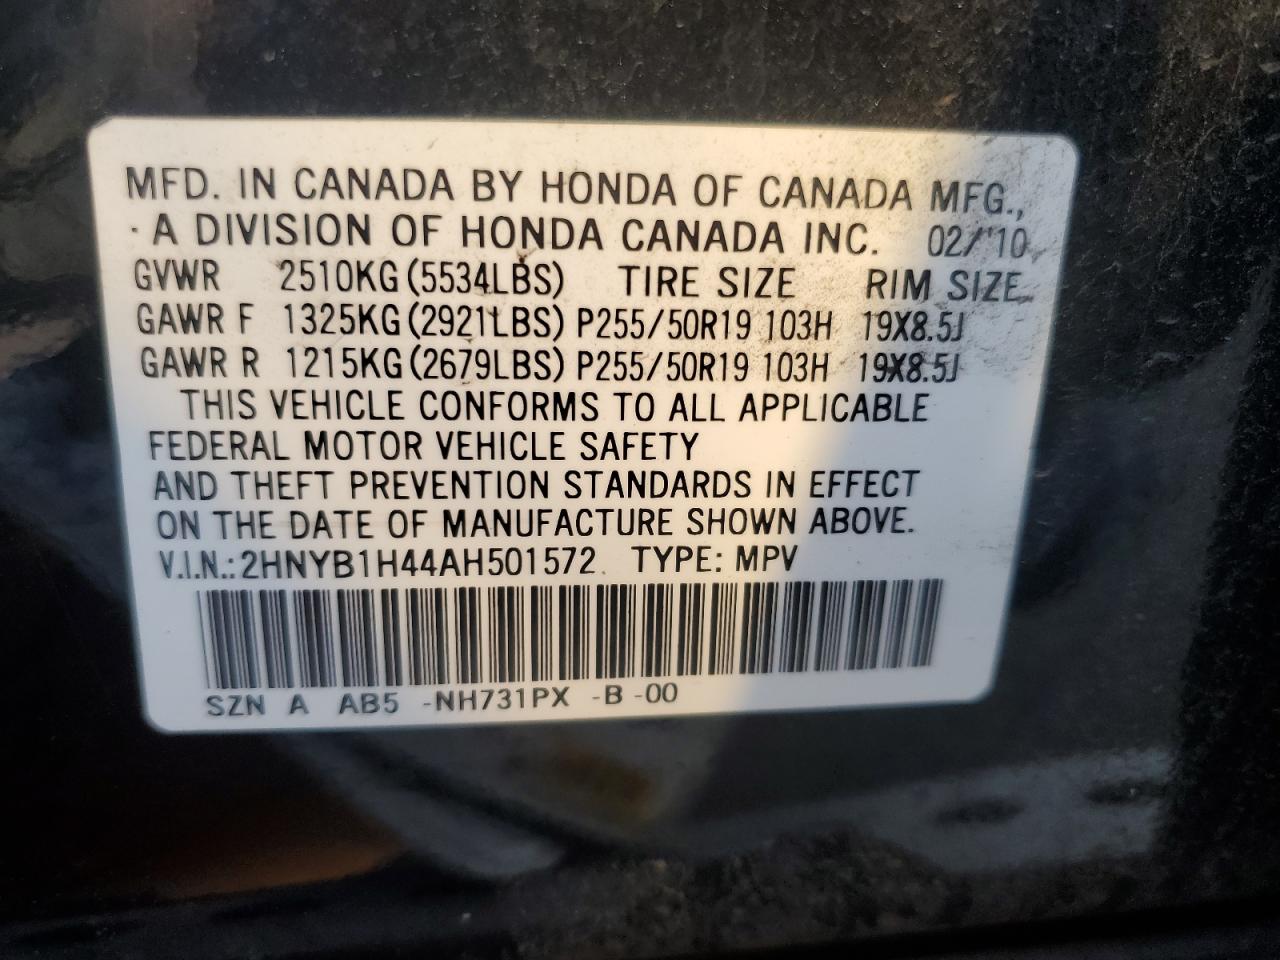 MFD. IN CANADA BY HONDA OF CANADA MFG.,
A DIVISION OF HONDA CANADA INC. 02/'10
GVWR 2510KG(5534LBS) TIRE SIZE RIM SIZE
GAWR F 1325KG(2921LBS) P255/50R19 103H 19X8.5J
GAWR R 1215KG(2679LBS) P255/50R19 103H 19X8.5J
THIS VEHICLE CONFORMS TO ALL APPLICABLE
FEDERAL MOTOR VEHICLE SAFETY
AND THEFT PREVENTION STANDARDS IN EFFECT
ON THE DATE OF MANUFACTURE SHOWN ABOVE.
V.I.N.:2HNYB1H44AH501572 TYPE: MPV
SZN A AB5 -NH731PX -B -00